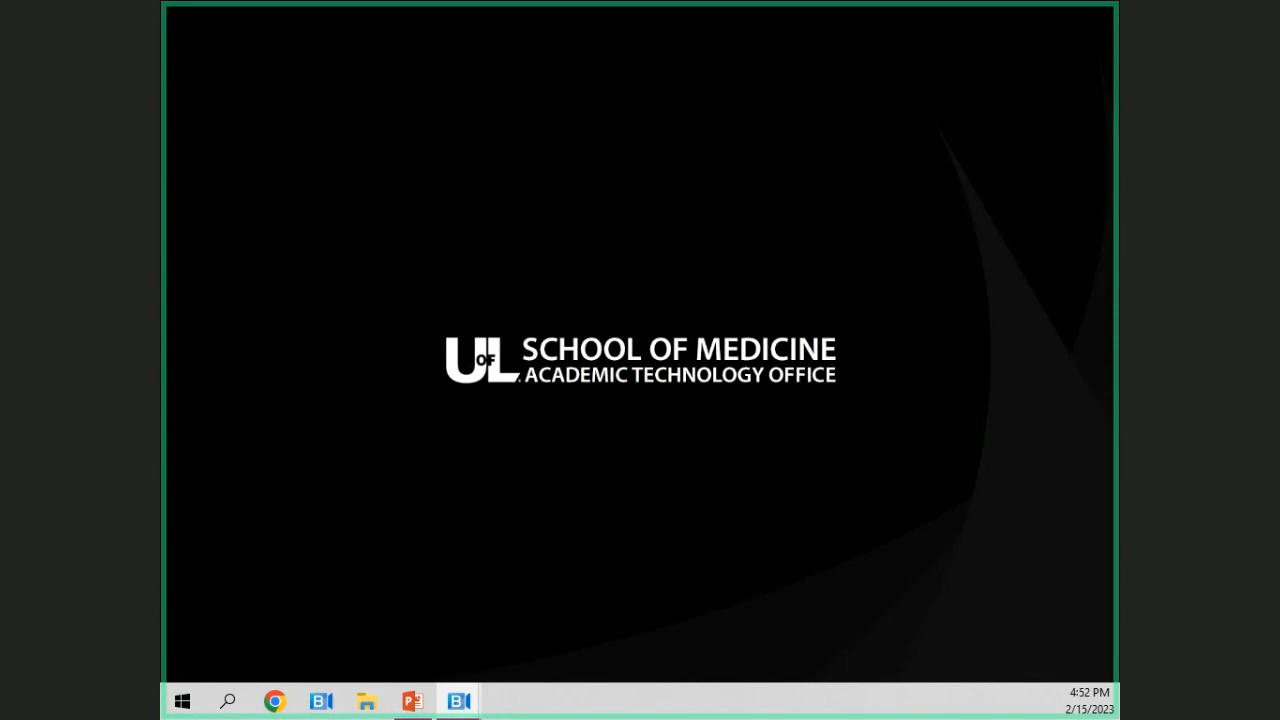 UofL SCHOOL OF MEDICINE
ACADEMIC TECHNOLOGY OFFICE
4:52 PM
2/15/2023